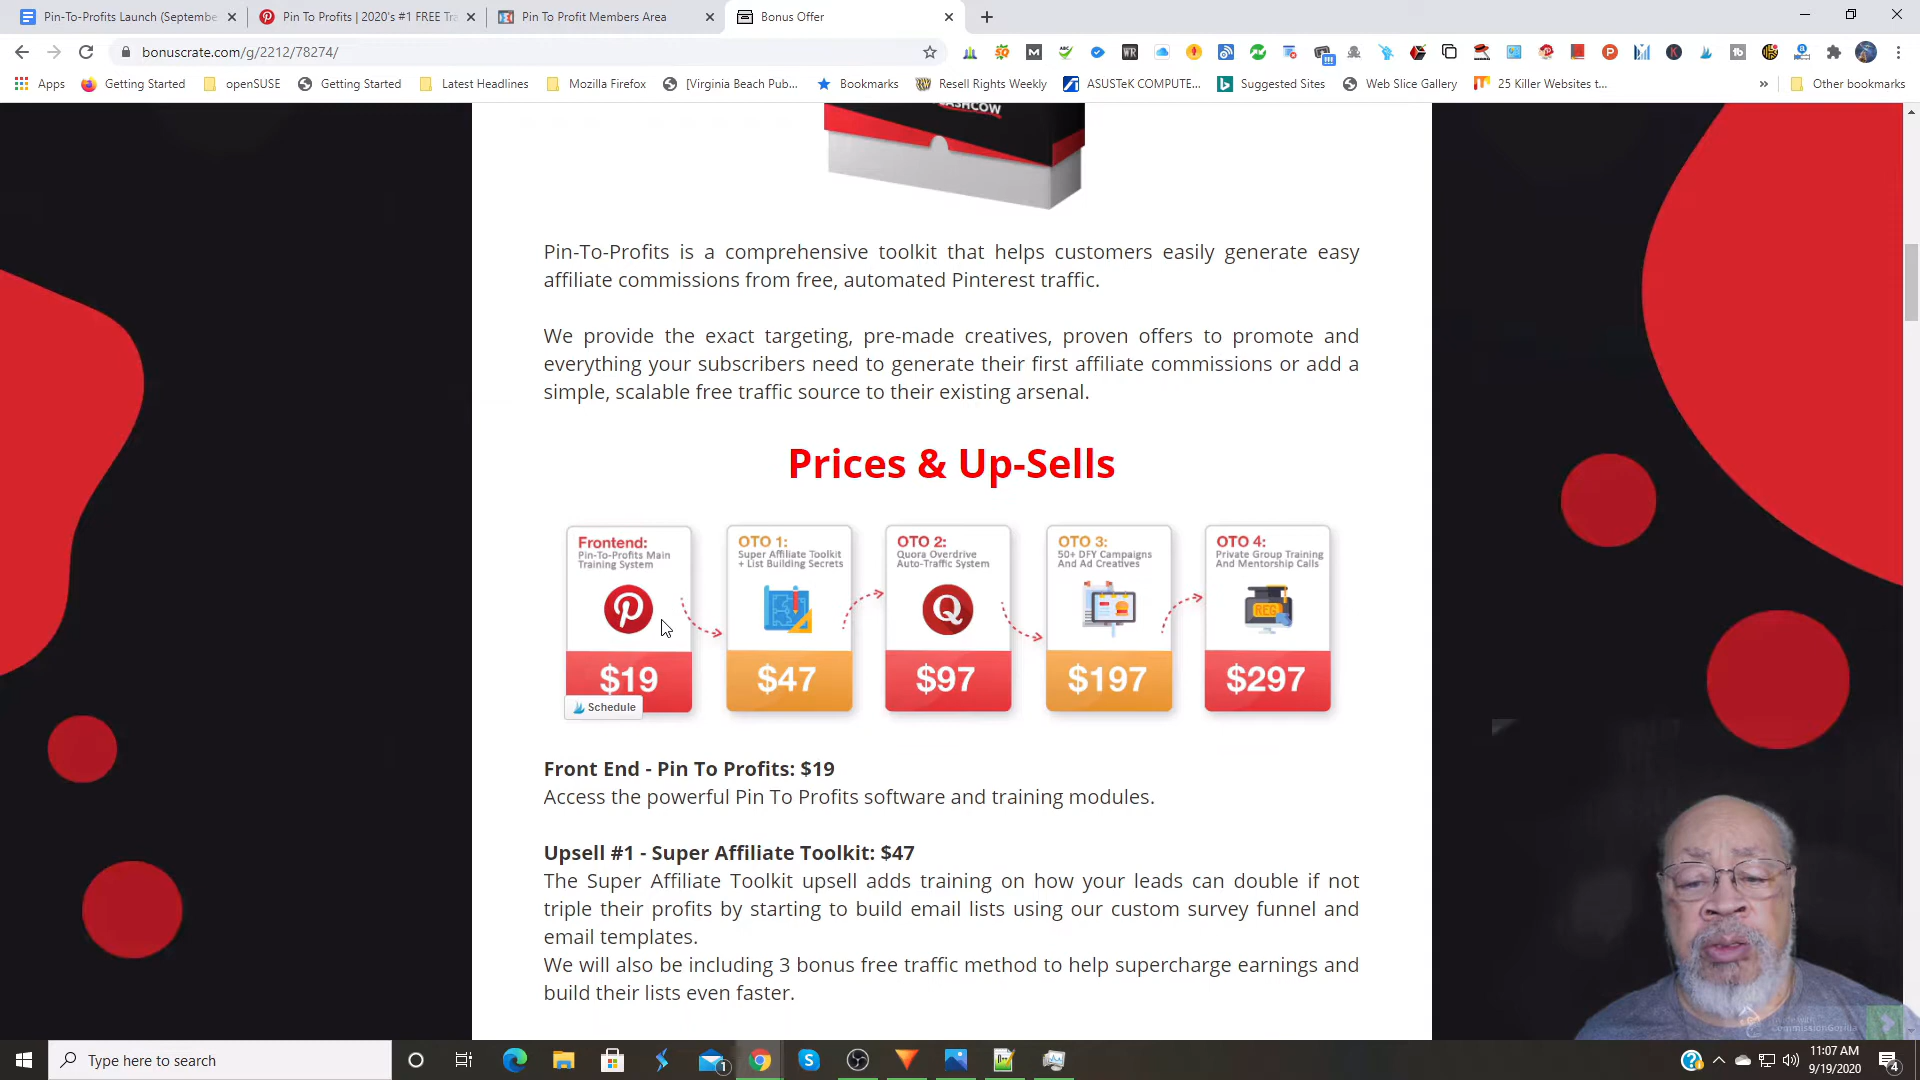 Pin-To-Profits Launch (Septembe
Pin To Profits | 2020's #1 FREE Tra
Pin To Profit Members Area
Bonus Offer
bonuscrate.com/g/2212/78274/
Apps
Getting Started
openSUSE
Getting Started
Latest Headlines
Mozilla Firefox
[Virginia Beach Pub...
Bookmarks
Resell Rights Weekly
ASUSTeK COMPUTE...
Suggested Sites
Web Slice Gallery
25 Killer Websites t...
»
Other bookmarks
CASHCOW
Pin-To-Profits is a comprehensive toolkit that helps customers easily generate easy
affiliate commissions from free, automated Pinterest traffic.
We provide the exact targeting, pre-made creatives, proven offers to promote and
everything your subscribers need to generate their first affiliate commissions or add a
simple, scalable free traffic source to their existing arsenal.
Prices & Up-Sells
Frontend:
Pin-To-Profits Main
Training System
$19
Schedule
OTO 1:
Super Affiliate Toolkit
+ List Building Secrets
$47
OTO 2:
Quora Overdrive
Auto-Traffic System
Q
$97
OTO 3:
50+ DFY Campaigns
And Ad Creatives
$197
OTO 4:
Private Group Training
And Mentorship Calls
$297
Front End - Pin To Profits: $19
Access the powerful Pin To Profits software and training modules.
Upsell #1 - Super Affiliate Toolkit: $47
The Super Affiliate Toolkit upsell adds training on how your leads can double if not
triple their profits by starting to build email lists using our custom survey funnel and
email templates.
We will also be including 3 bonus free traffic method to help supercharge earnings and
build their lists even faster.
Type here to search
11:07 AM
9/19/2020